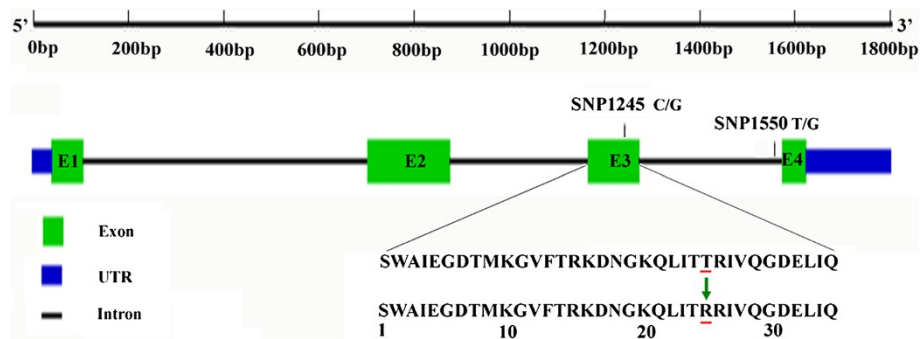 5’ 3’
0bp 200bp 400bp 600bp 800bp 1000bp 1200bp 1400bp 1600bp 1800bp
SNP1245 C/G
SNP1550 T/G
E1 E2 E3 E4
Exon
UTR
Intron
SWAIEGDTMKGVFTRKDNGKQLITTRIVQGDELIQ
SWAIEGDTMKGVFTRKDNGKQLITRRIVQGDELIQ
1 10 20 30